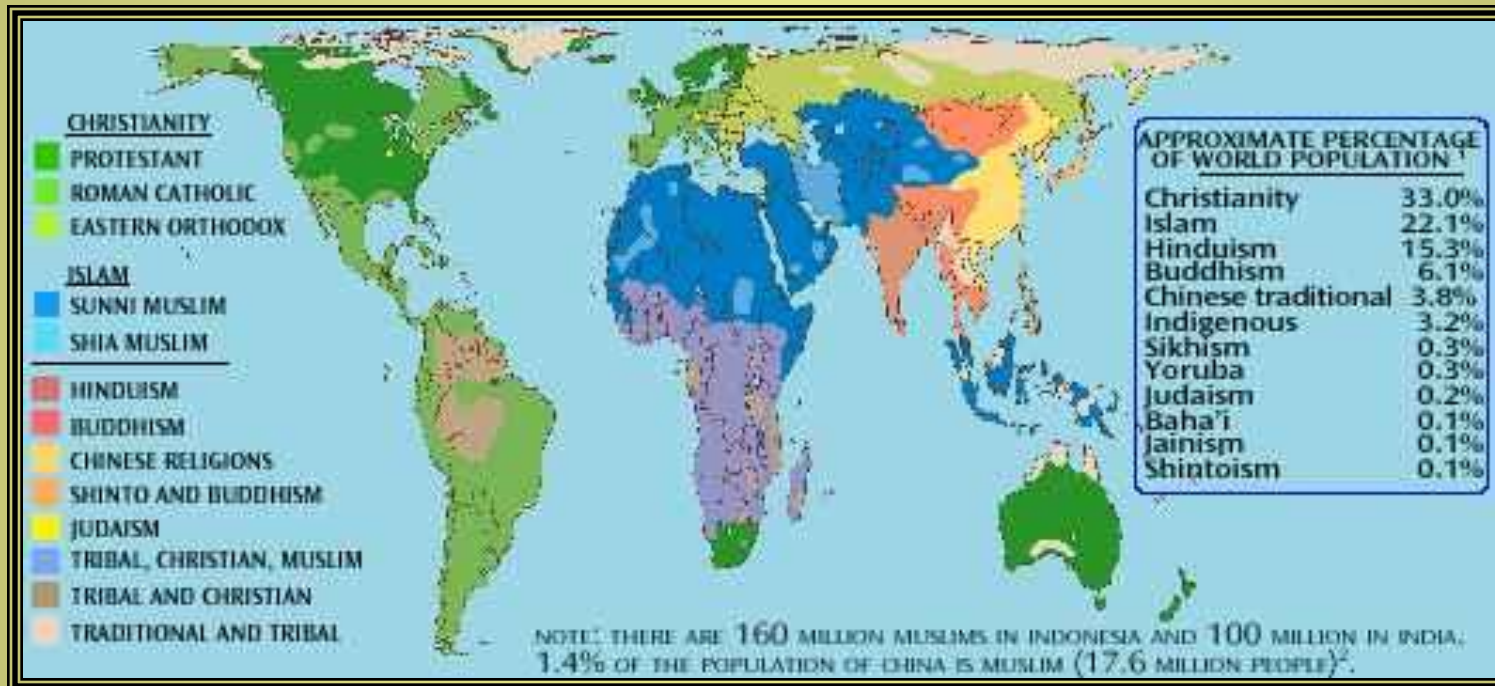 CHRISTIANITY
PROTESTANT
ROMAN CATHOLIC
EASTERN ORTHODOX
ISLAM
SUNNI MUSLIM
SHIA MUSLIM
HINDUISM
BUDDHISM
CHINESE RELIGIONS
SHINTO AND BUDDHISM
JUDAISM
TRIBAL, CHRISTIAN, MUSLIM
TRIBAL AND CHRISTIAN
TRADITIONAL AND TRIBAL
APPROXIMATE PERCENTAGE
OF WORLD POPULATION ¹
Christianity 33.0%
Islam 22.1%
Hinduism 15.3%
Buddhism 6.1%
Chinese traditional 3.8%
Indigenous 3.2%
Sikhism 0.3%
Yoruba 0.3%
Judaism 0.2%
Baha'i 0.1%
Jainism 0.1%
Shintoism 0.1%
NOTE: THERE ARE 160 MILLION MUSLIMS IN INDONESIA AND 100 MILLION IN INDIA.
1.4% OF THE POPULATION OF CHINA IS MUSLIM (17.6 MILLION PEOPLE)².